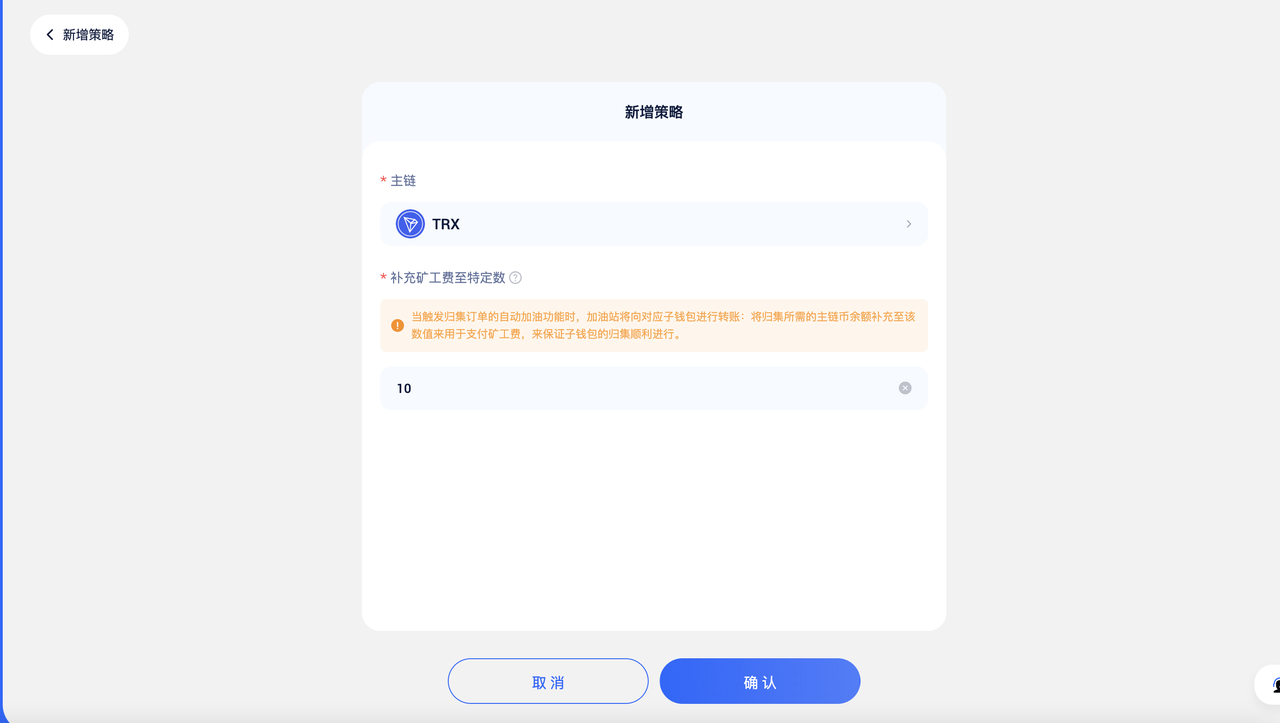 新增策略
新增策略
* 主链
TRX
* 补充矿工费至特定数 ?
当触发归集订单的自动加油功能时，加油站将向对应子钱包进行转账：将归集所需的主链币余额补充至该
数值来用于支付矿工费，来保证子钱包的归集顺利进行。
10
取消
确认